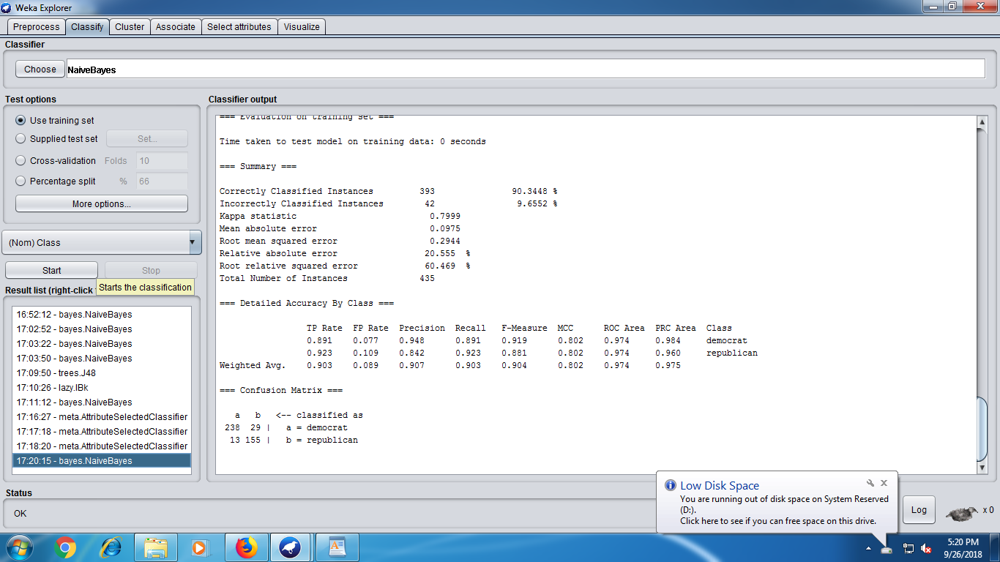 Weka Explorer
Preprocess Classify Cluster Associate Select attributes Visualize
Classifier
Choose NaiveBayes
Test options
Use training set
Supplied test set Set...
Cross-validation Folds 10
Percentage split % 66
More options...
(Nom) Class
Start Stop
Starts the classification
Result list (right-click
16:52:12 - bayes.NaiveBayes
17:02:52 - bayes.NaiveBayes
17:03:22 - bayes.NaiveBayes
17:03:50 - bayes.NaiveBayes
17:09:50 - trees.J48
17:10:26 - lazy.IBk
17:11:12 - bayes.NaiveBayes
17:16:27 - meta.AttributeSelectedClassifier
17:17:18 - meta.AttributeSelectedClassifier
17:18:20 - meta.AttributeSelectedClassifier
17:20:15 - bayes.NaiveBayes
Classifier output
=== Evaluation on training set ===
Time taken to test model on training data: 0 seconds
=== Summary ===
Correctly Classified Instances 393 90.3448 %
Incorrectly Classified Instances 42 9.6552 %
Kappa statistic 0.7999
Mean absolute error 0.0975
Root mean squared error 0.2944
Relative absolute error 20.555 %
Root relative squared error 60.469 %
Total Number of Instances 435
=== Detailed Accuracy By Class ===
TP Rate FP Rate Precision Recall F-Measure MCC ROC Area PRC Area Class
0.891 0.077 0.948 0.891 0.919 0.802 0.974 0.984 democrat
0.923 0.109 0.842 0.923 0.881 0.802 0.974 0.960 republican
Weighted Avg. 0.903 0.089 0.907 0.903 0.904 0.802 0.974 0.975
=== Confusion Matrix ===
a b <-- classified as
238 29 | a = democrat
13 155 | b = republican
Status
OK
Log x 0
Low Disk Space
You are running out of disk space on System Reserved
(D:).
Click here to see if you can free space on this drive.
5:20 PM
9/26/2018